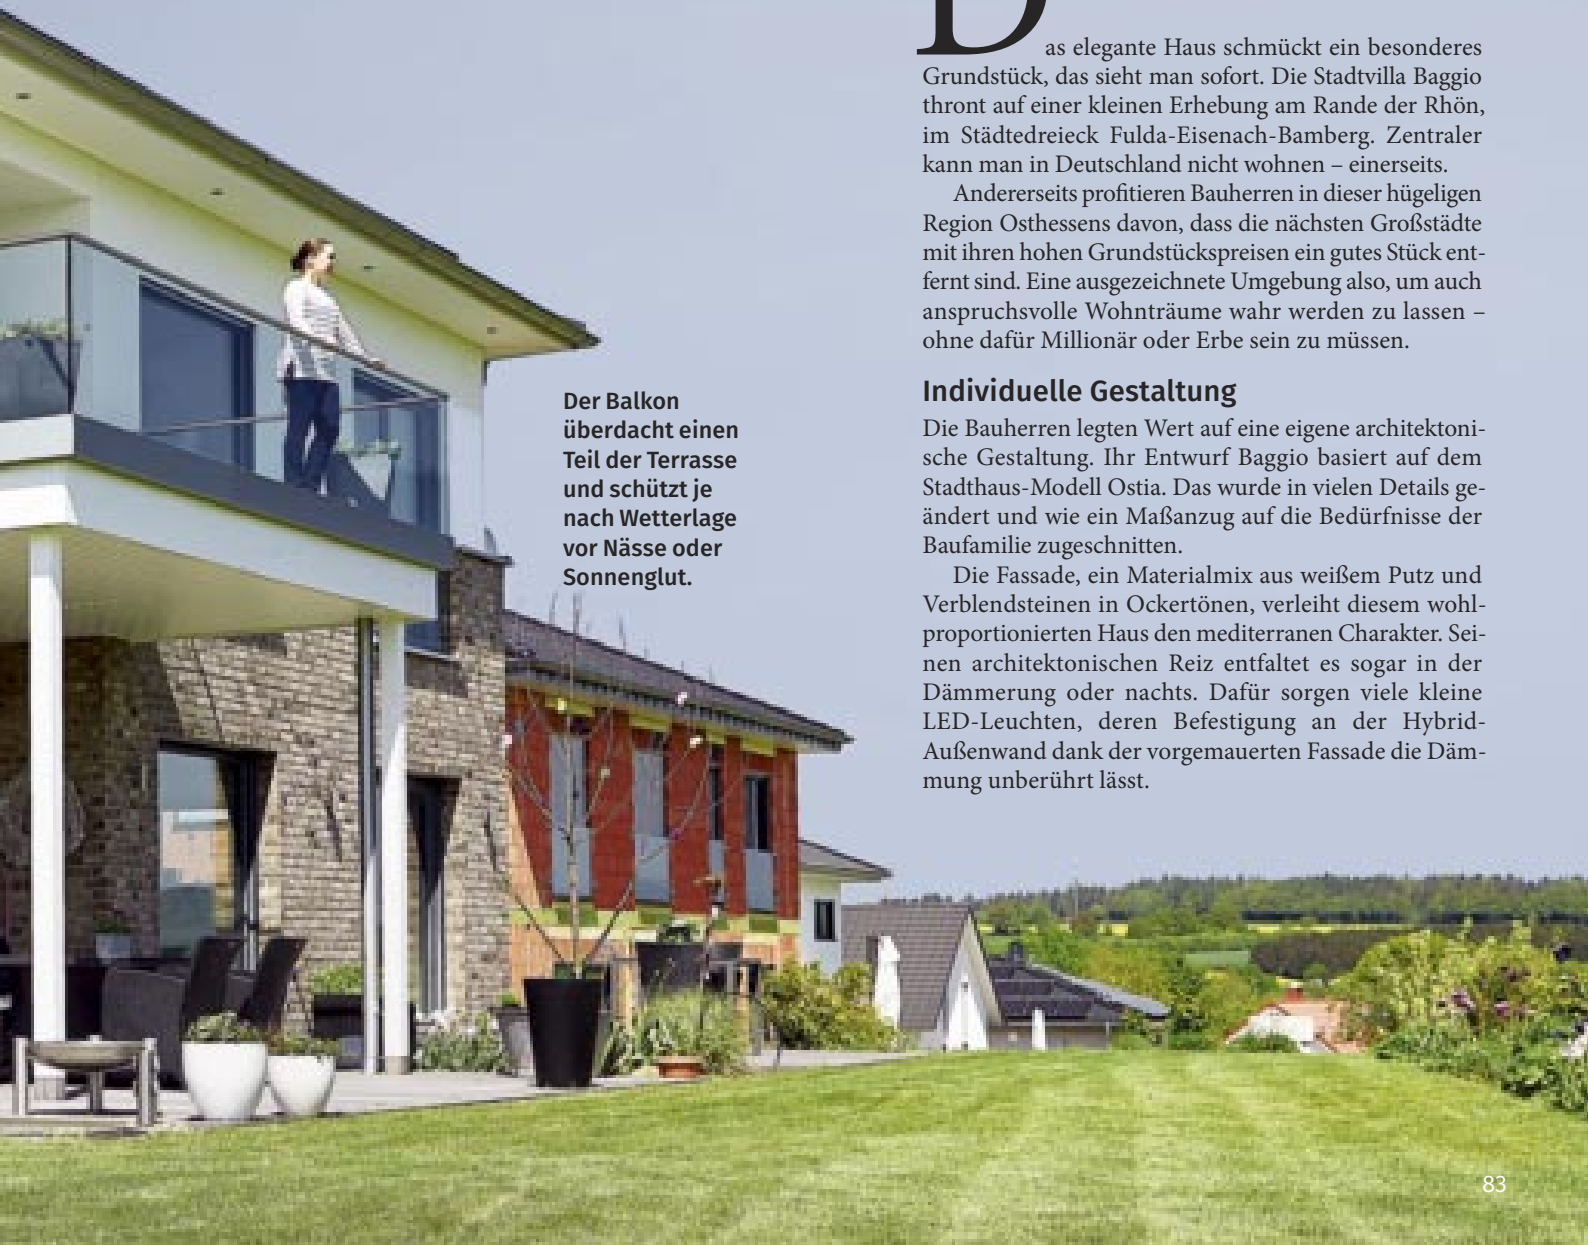 Das elegante Haus schmückt ein besonderes
Grundstück, das sieht man sofort. Die Stadtvilla Baggio
thront auf einer kleinen Erhebung am Rande der Rhön,
im Städtedreieck Fulda-Eisenach-Bamberg. Zentraler
kann man in Deutschland nicht wohnen – einerseits.
Andererseits profitieren Bauherren in dieser hügeligen
Region Osthessens davon, dass die nächsten Großstädte
mit ihren hohen Grundstückspreisen ein gutes Stück ent-
fernt sind. Eine ausgezeichnete Umgebung also, um auch
anspruchsvolle Wohnträume wahr werden zu lassen –
ohne dafür Millionär oder Erbe sein zu müssen.
Individuelle Gestaltung
Die Bauherren legten Wert auf eine eigene architektoni-
sche Gestaltung. Ihr Entwurf Baggio basiert auf dem
Stadthaus-Modell Ostia. Das wurde in vielen Details ge-
ändert und wie ein Maßanzug auf die Bedürfnisse der
Baufamilie zugeschnitten.
Die Fassade, ein Materialmix aus weißem Putz und
Verblendsteinen in Ockertönen, verleiht diesem wohl-
proportionierten Haus den mediterranen Charakter. Sei-
nen architektonischen Reiz entfaltet es sogar in der
Dämmerung oder nachts. Dafür sorgen viele kleine
LED-Leuchten, deren Befestigung an der Hybrid-
Außenwand dank der vorgemauerten Fassade die Däm-
mung unberührt lässt.
Der Balkon
überdacht einen
Teil der Terrasse
und schützt je
nach Wetterlage
vor Nässe oder
Sonnenglut.
83